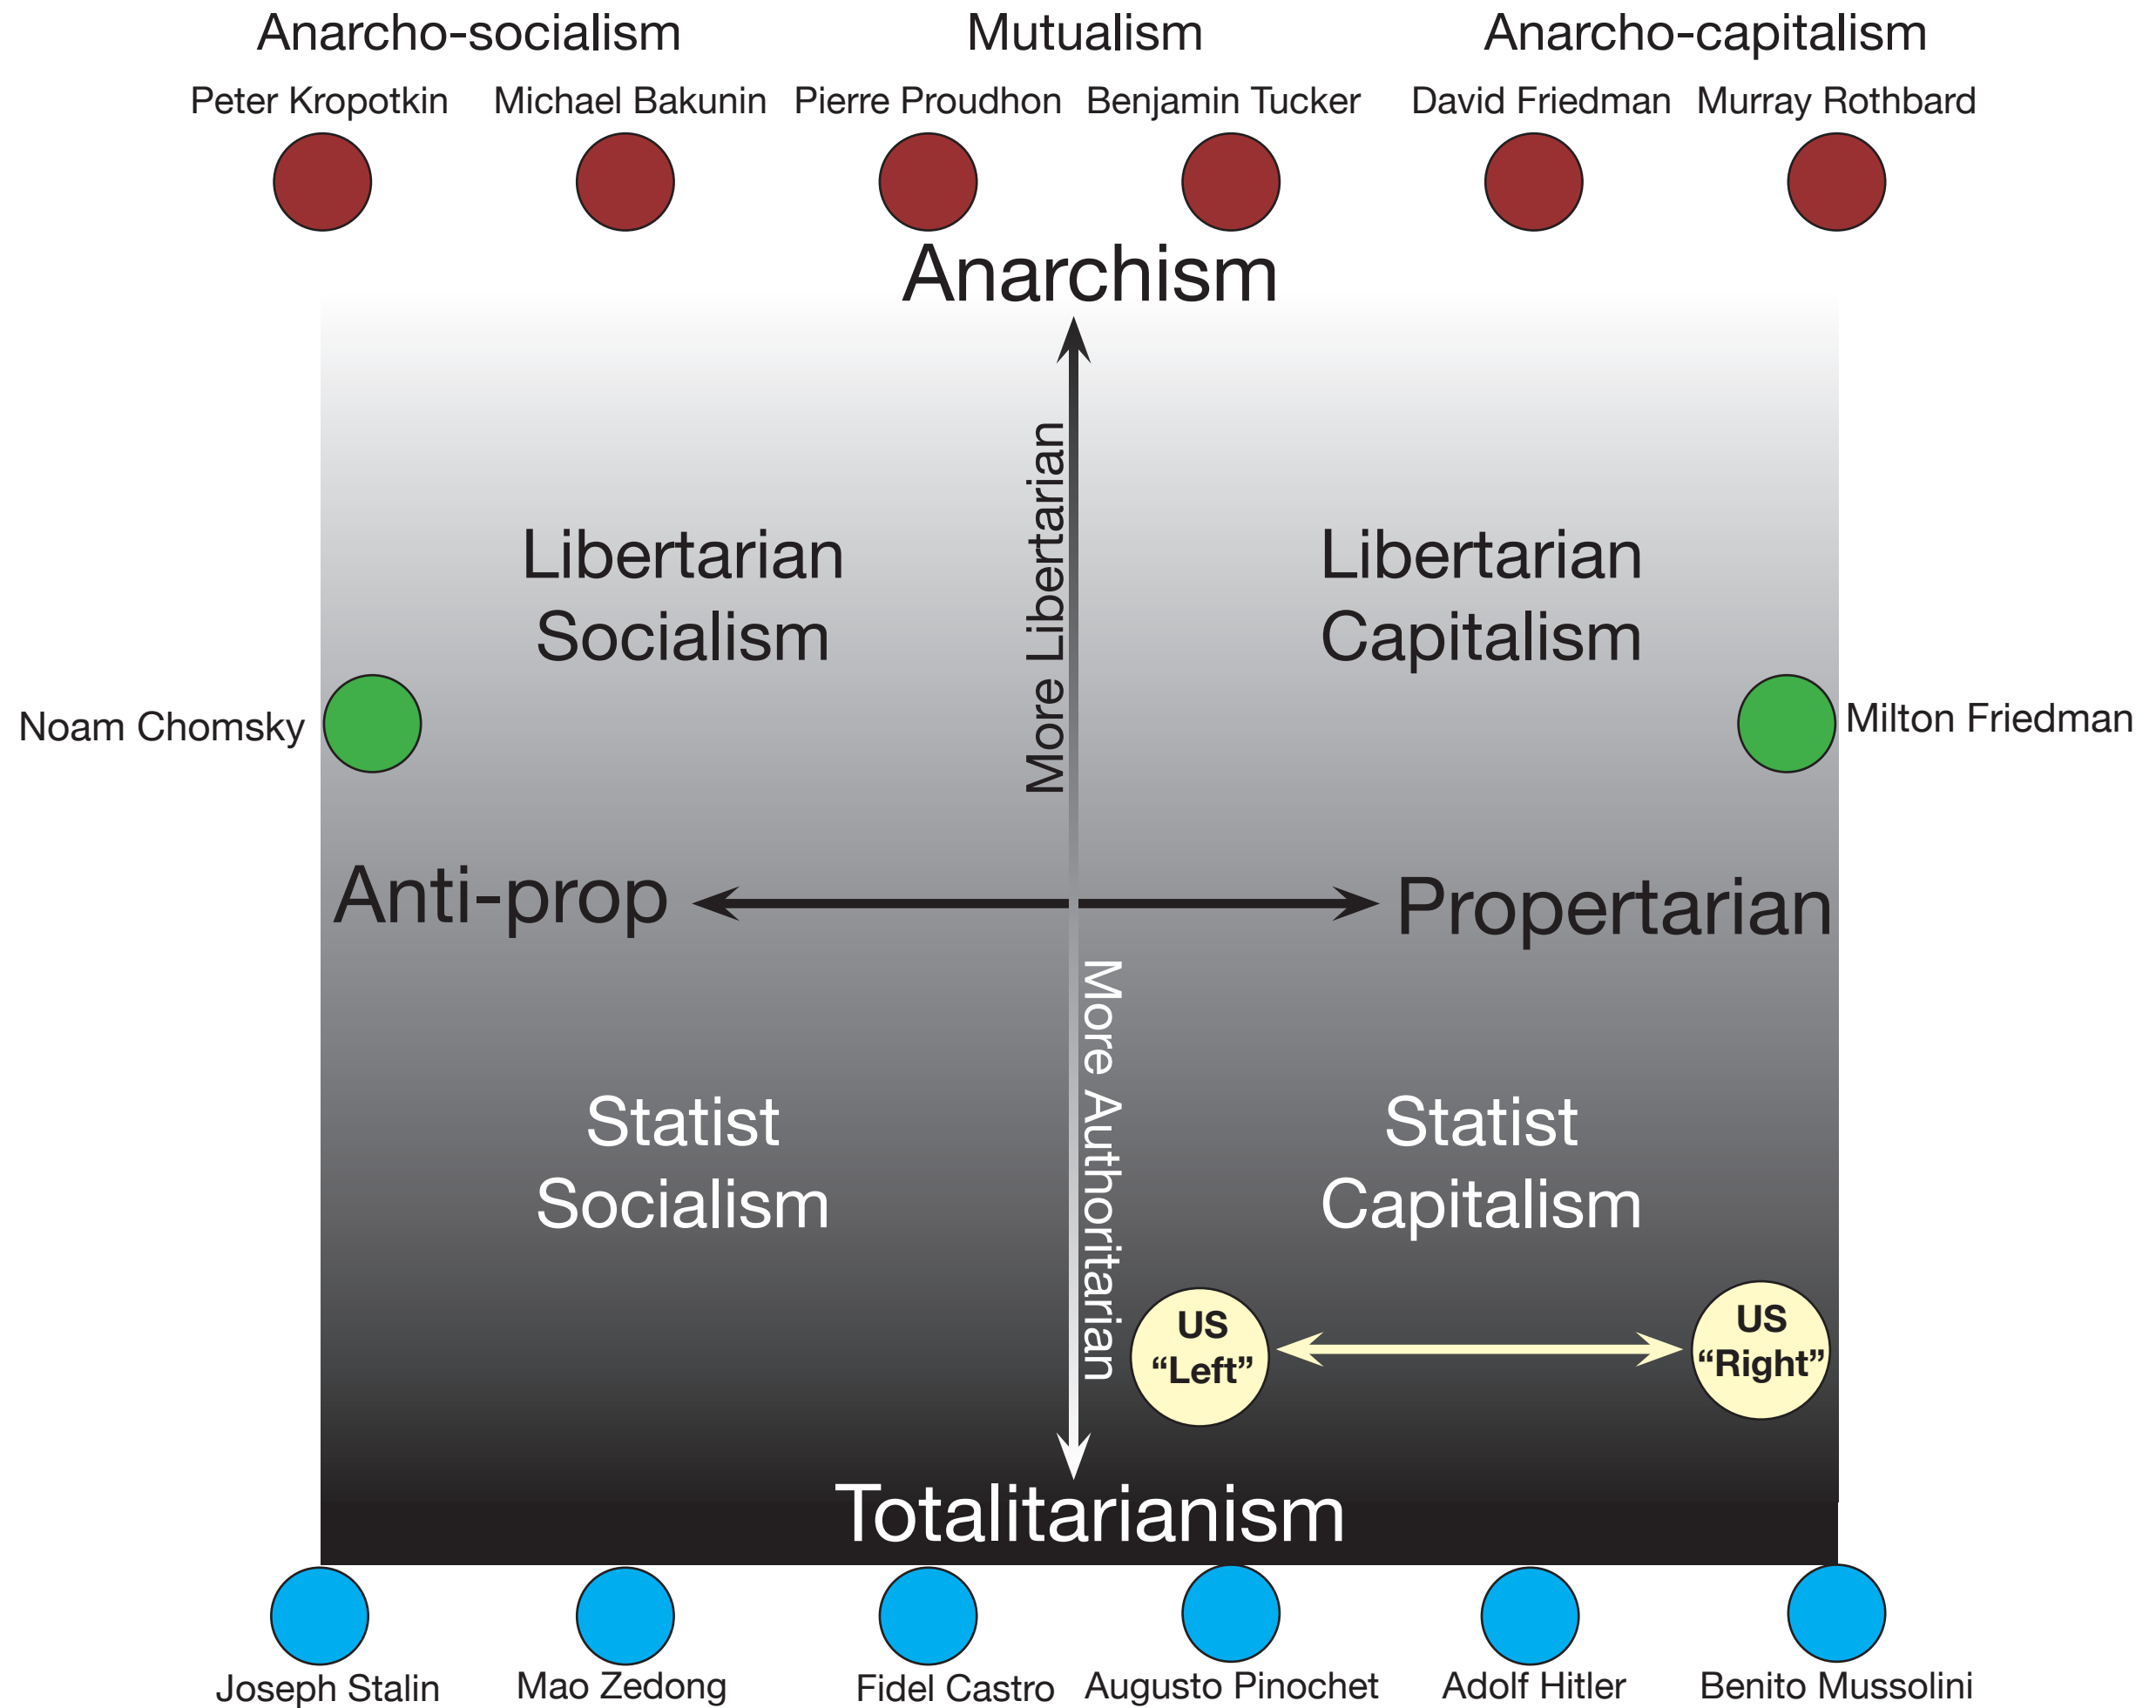 Anarcho-socialism Mutualism Anarcho-capitalism
Peter Kropotkin Michael Bakunin Pierre Proudhon Benjamin Tucker David Friedman Murray Rothbard
Anarchism
More Libertarian
Libertarian
Socialism
Libertarian
Capitalism
Noam Chomsky
Milton Friedman
Anti-prop
Propertarian
More Authoritarian
Statist
Socialism
Statist
Capitalism
US
“Left”
US
“Right”
Totalitarianism
Joseph Stalin Mao Zedong Fidel Castro Augusto Pinochet Adolf Hitler Benito Mussolini